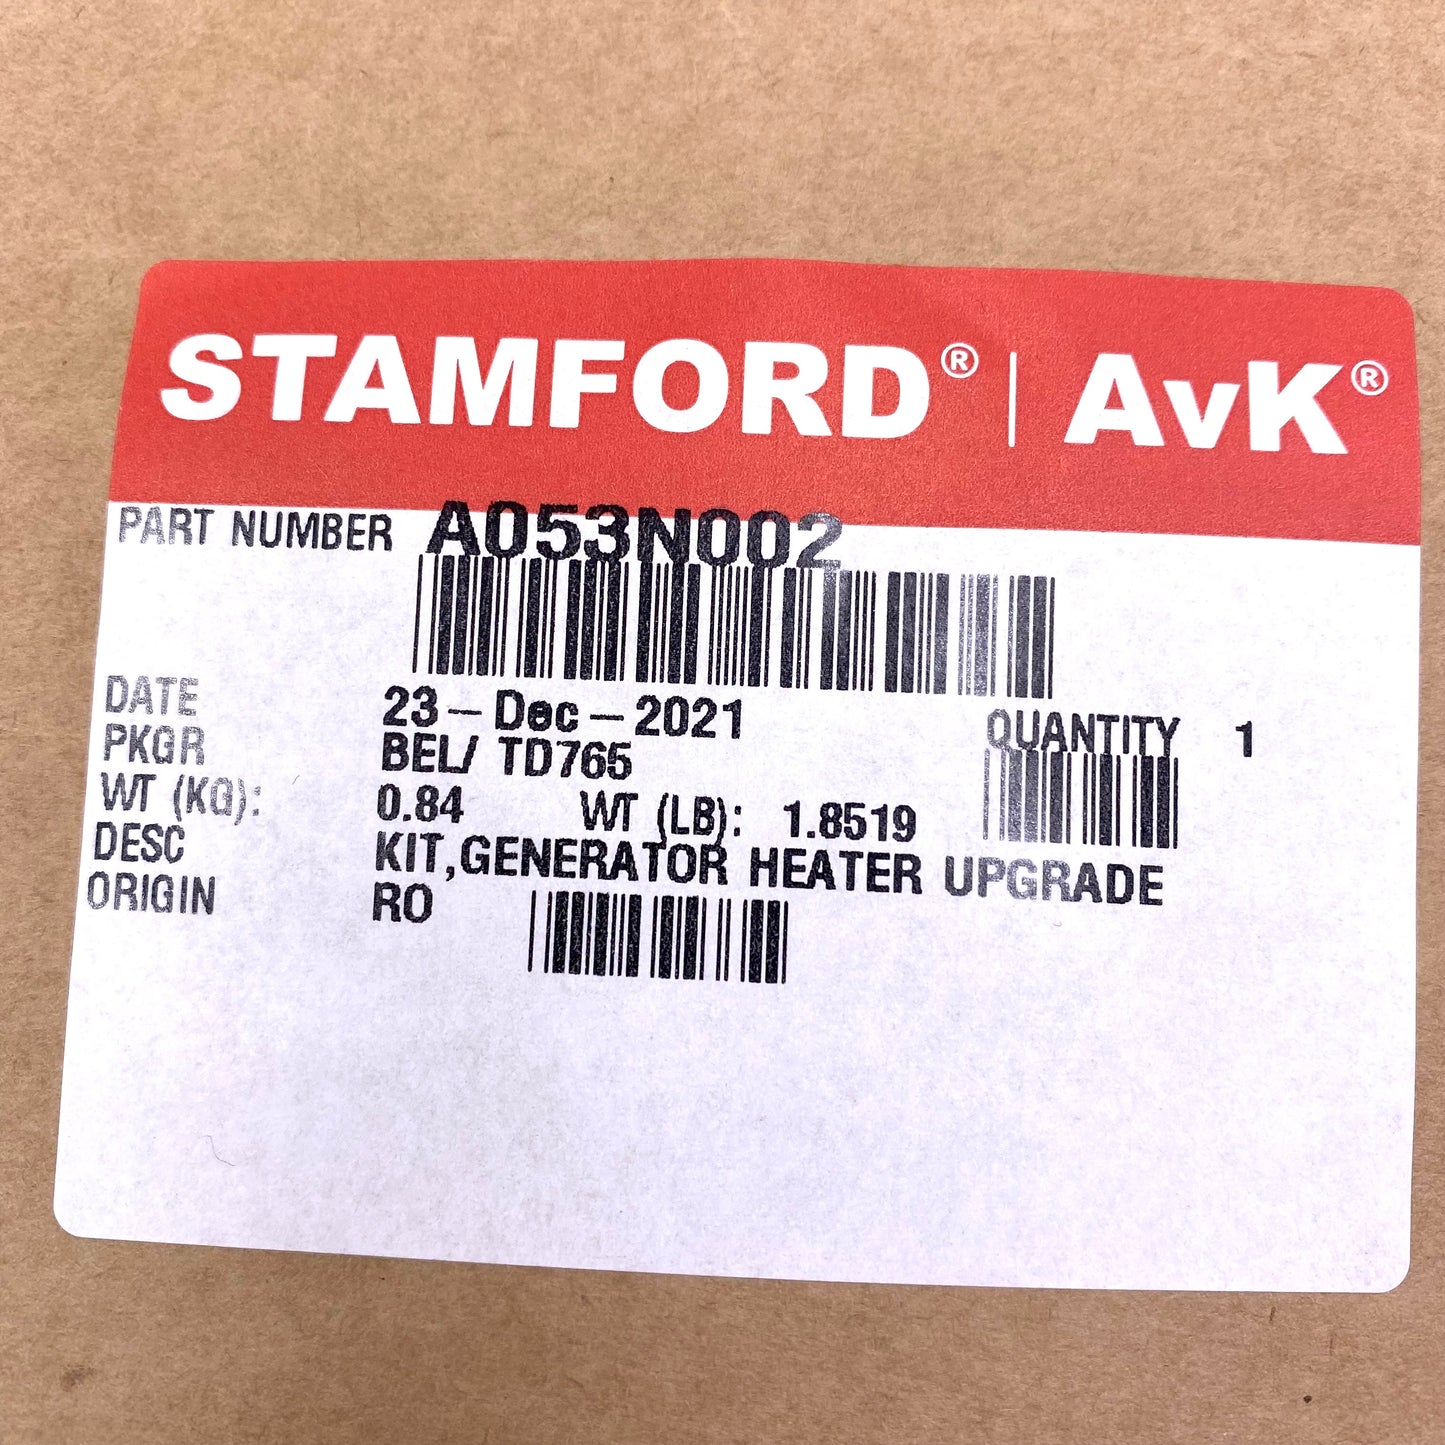 STAMFORD® | AvK®
PART NUMBER A053N002
DATE 23-Dec-2021 QUANTITY 1
PKGR BEL/ TD765
WT (KG): 0.84 WT (LB): 1.8519
DESC KIT,GENERATOR HEATER UPGRADE
ORIGIN RO